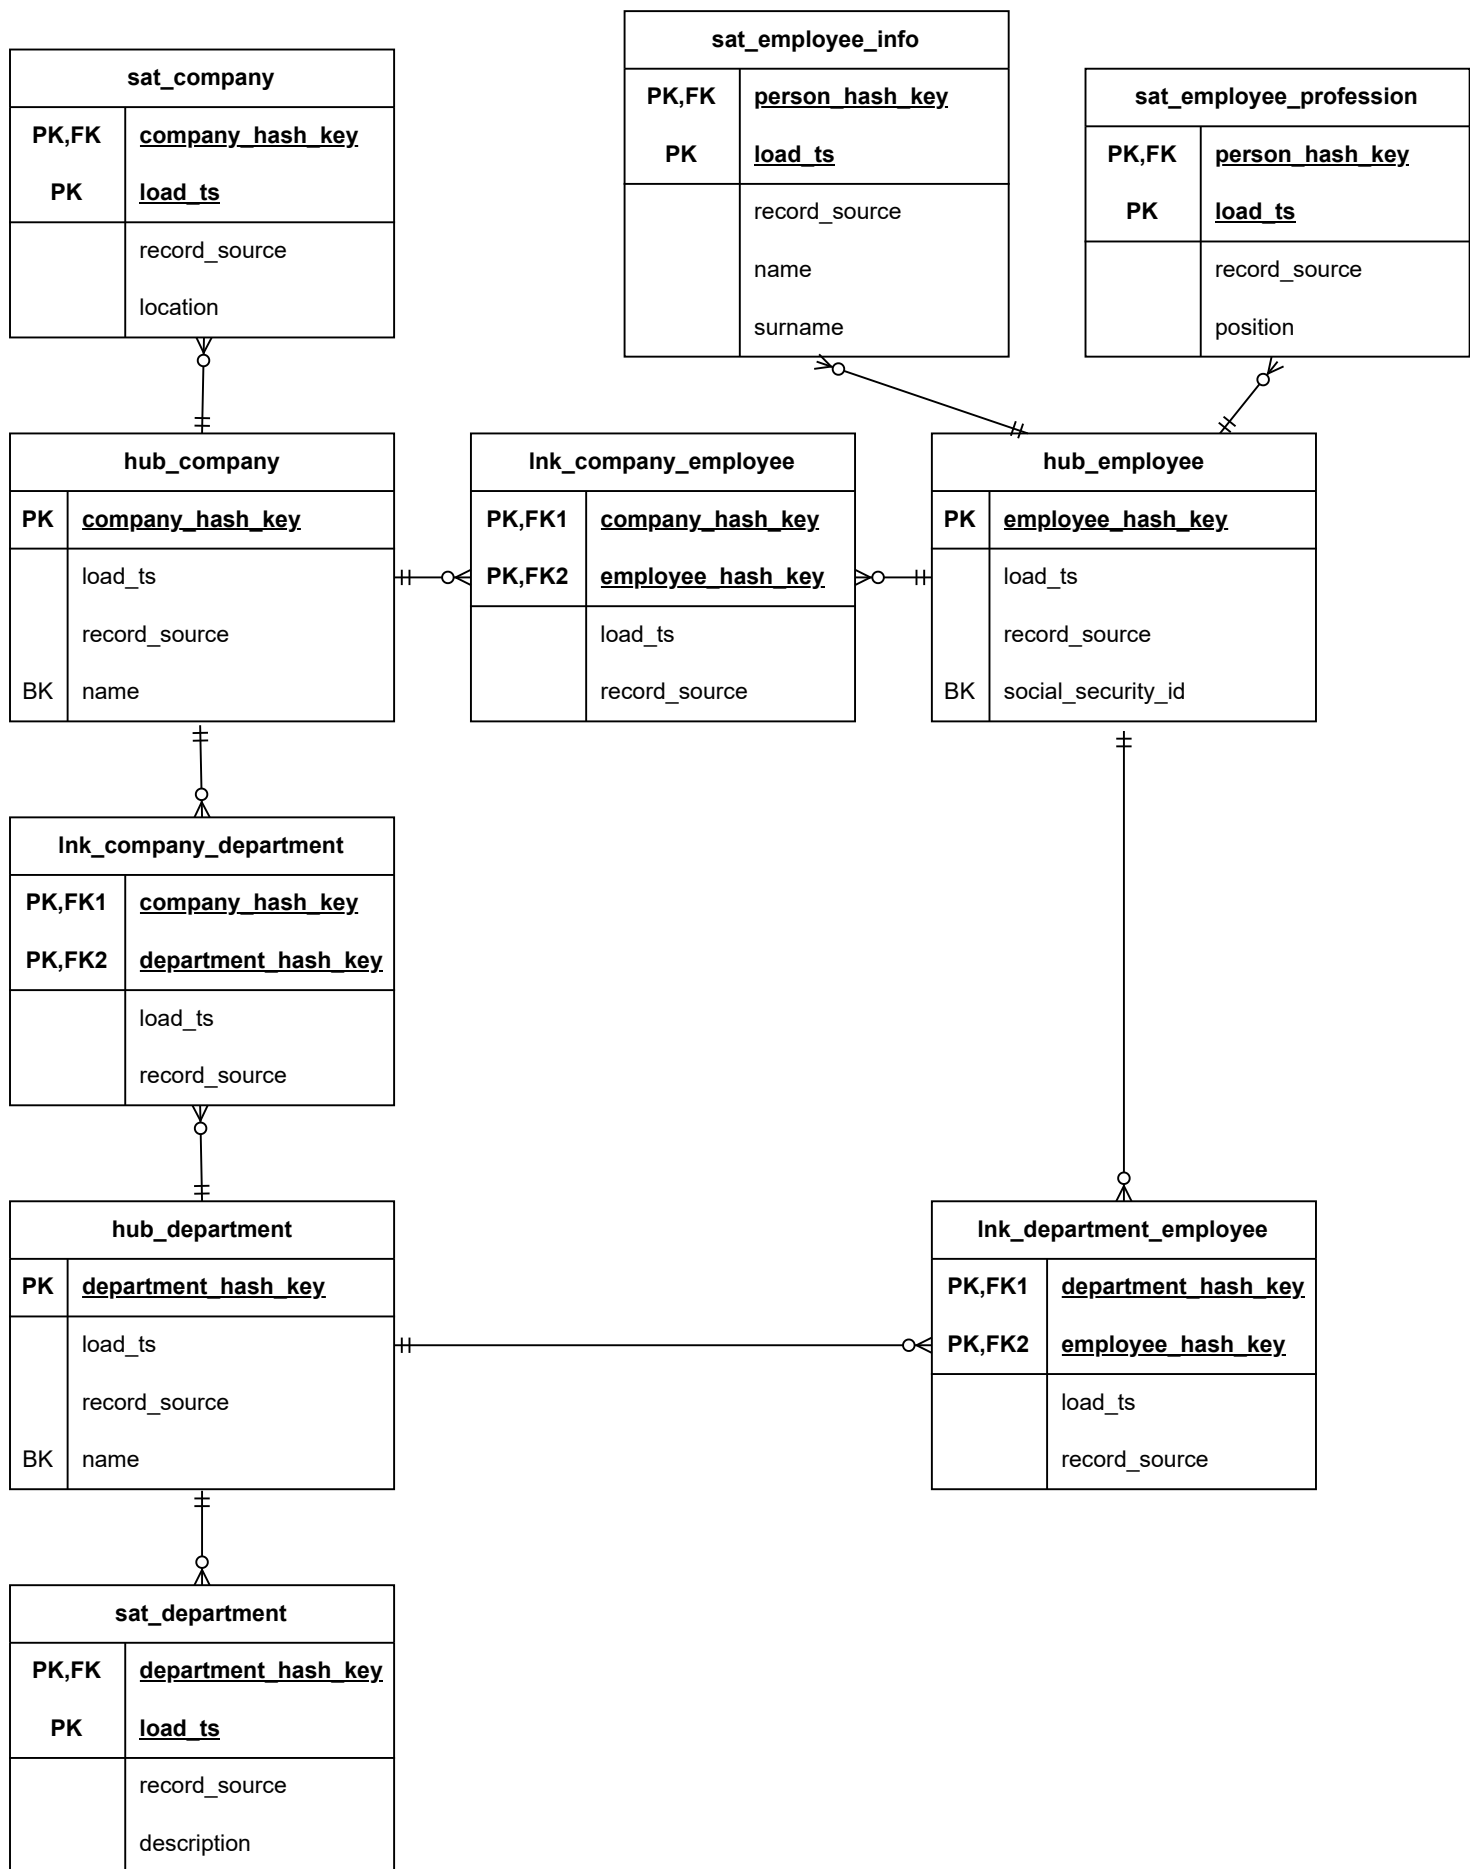 sat_company
PK,FK company_hash_key
PK load_ts
record_source
location
sat_employee_info
PK,FK person_hash_key
PK load_ts
record_source
name
surname
sat_employee_profession
PK,FK person_hash_key
PK load_ts
record_source
position
hub_company
PK company_hash_key
load_ts
record_source
BK name
lnk_company_employee
PK,FK1 company_hash_key
PK,FK2 employee_hash_key
load_ts
record_source
hub_employee
PK employee_hash_key
load_ts
record_source
BK social_security_id
lnk_company_department
PK,FK1 company_hash_key
PK,FK2 department_hash_key
load_ts
record_source
hub_department
PK department_hash_key
load_ts
record_source
BK name
lnk_department_employee
PK,FK1 department_hash_key
PK,FK2 employee_hash_key
load_ts
record_source
sat_department
PK,FK department_hash_key
PK load_ts
record_source
description